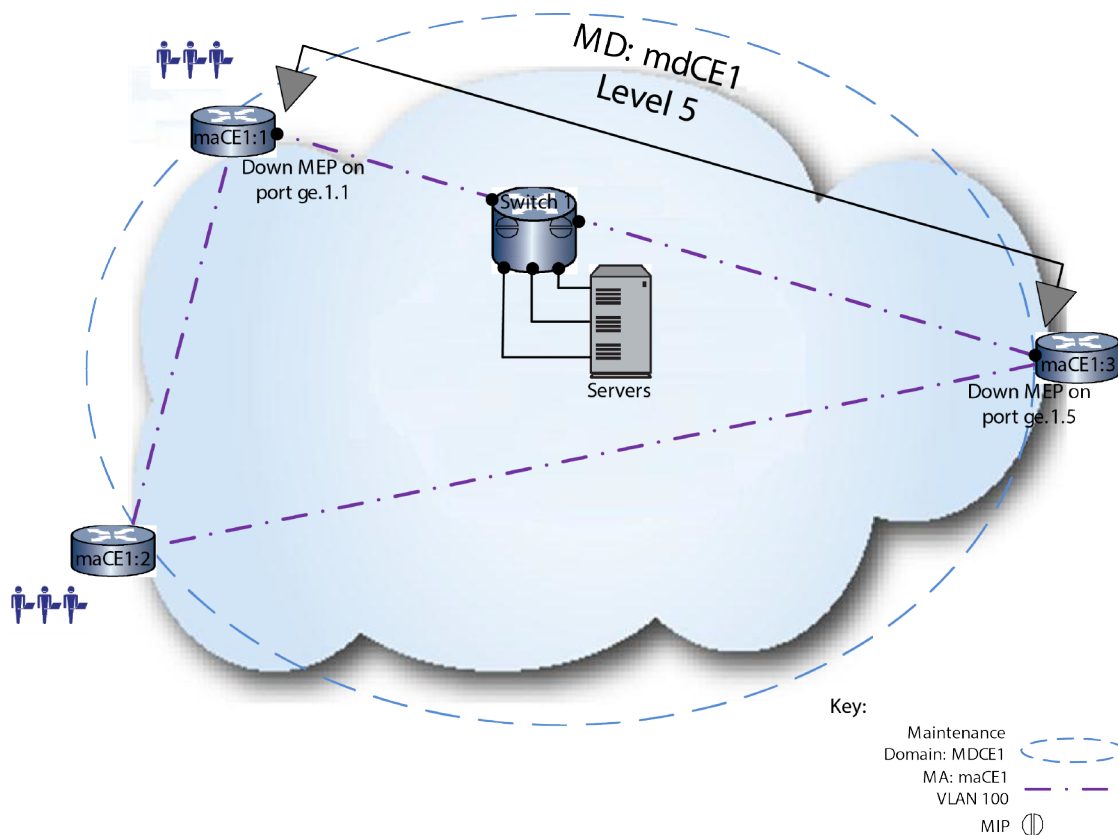 MD: mdCE1
Level 5
maCE1:1
Down MEP on
port ge.1.1
Switch 1
Servers
maCE1:3
Down MEP on
port ge.1.5
maCE1:2
Key:
Maintenance
Domain: MDCE1
MA: maCE1
VLAN 100
MIP